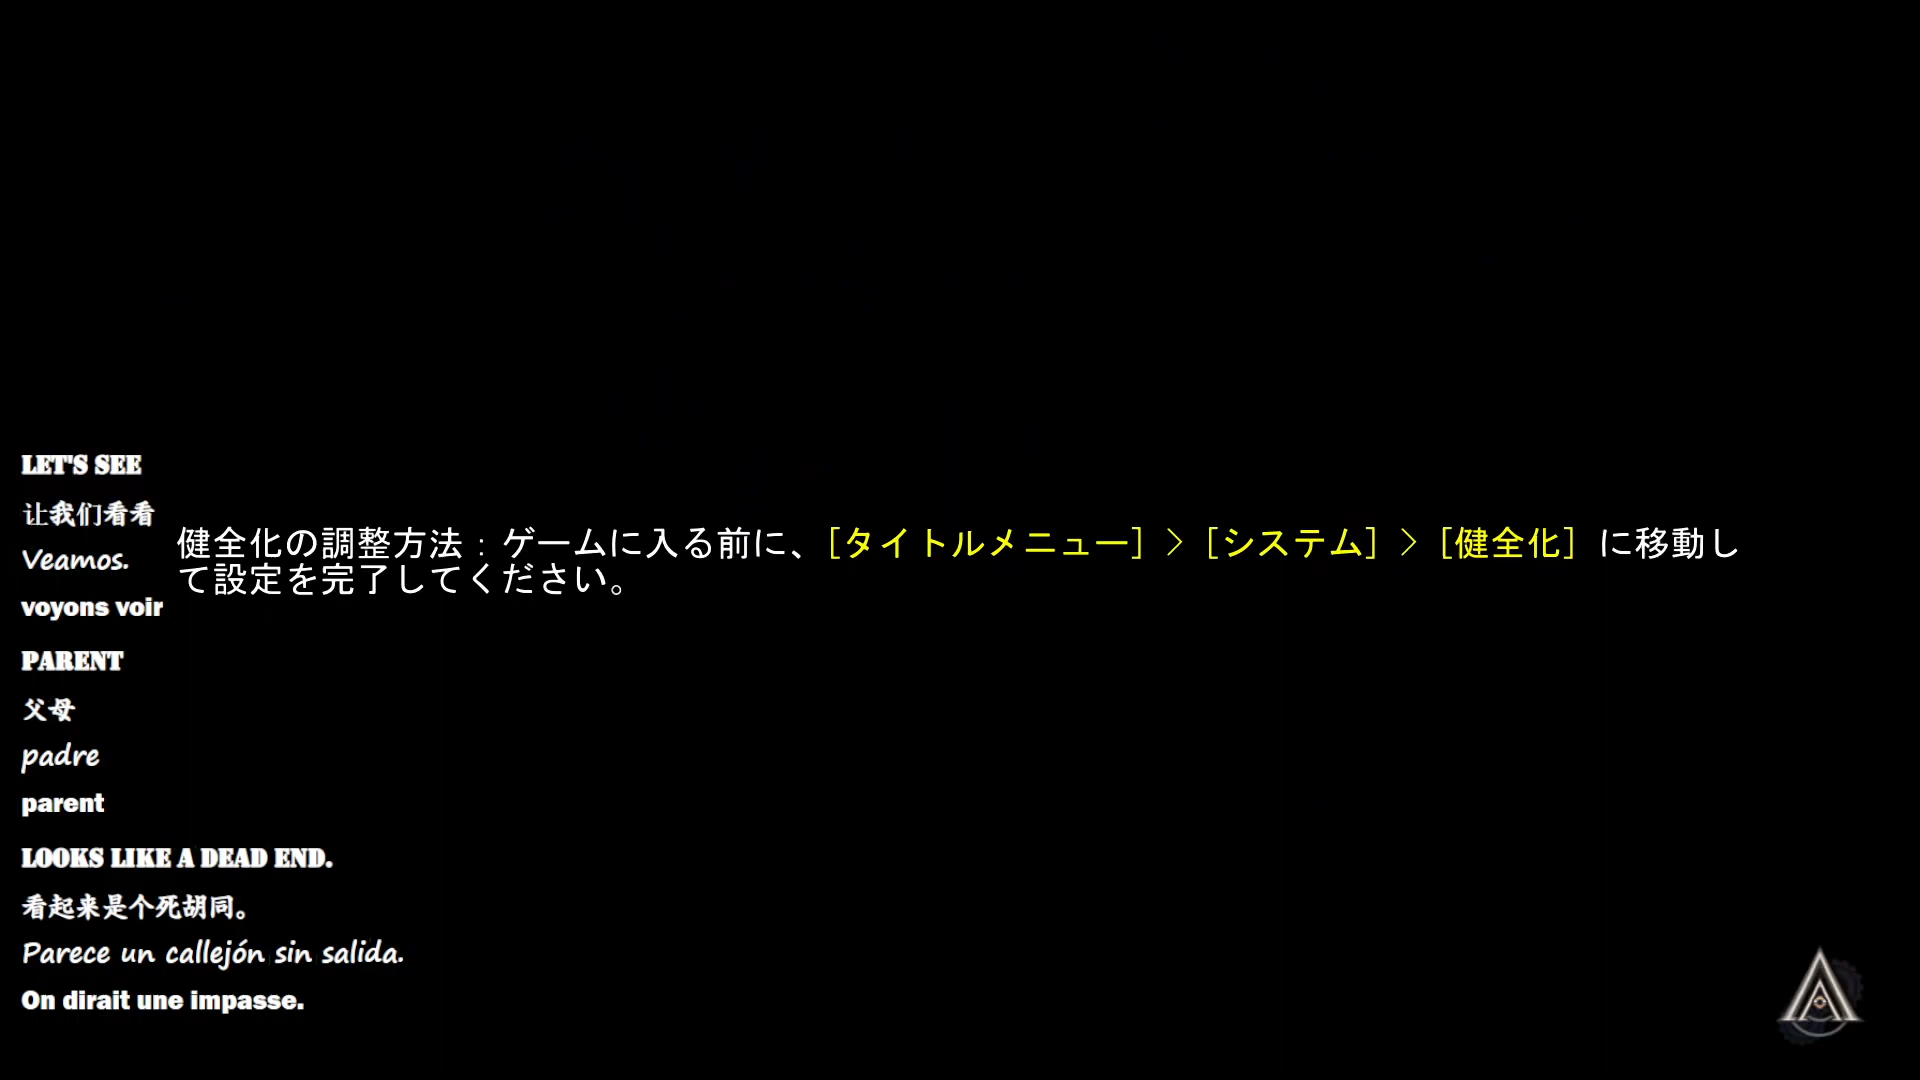 LET'S SEE
让我们看看
Veamos.
voyons voir
健全化の調整方法：ゲームに入る前に、[タイトルメニュー] > [システム] > [健全化] に移動し
て設定を完了してください。
PARENT
父母
padre
parent
LOOKS LIKE A DEAD END.
看起来是个死胡同。
Parece un callejón sin salida.
On dirait une impasse.